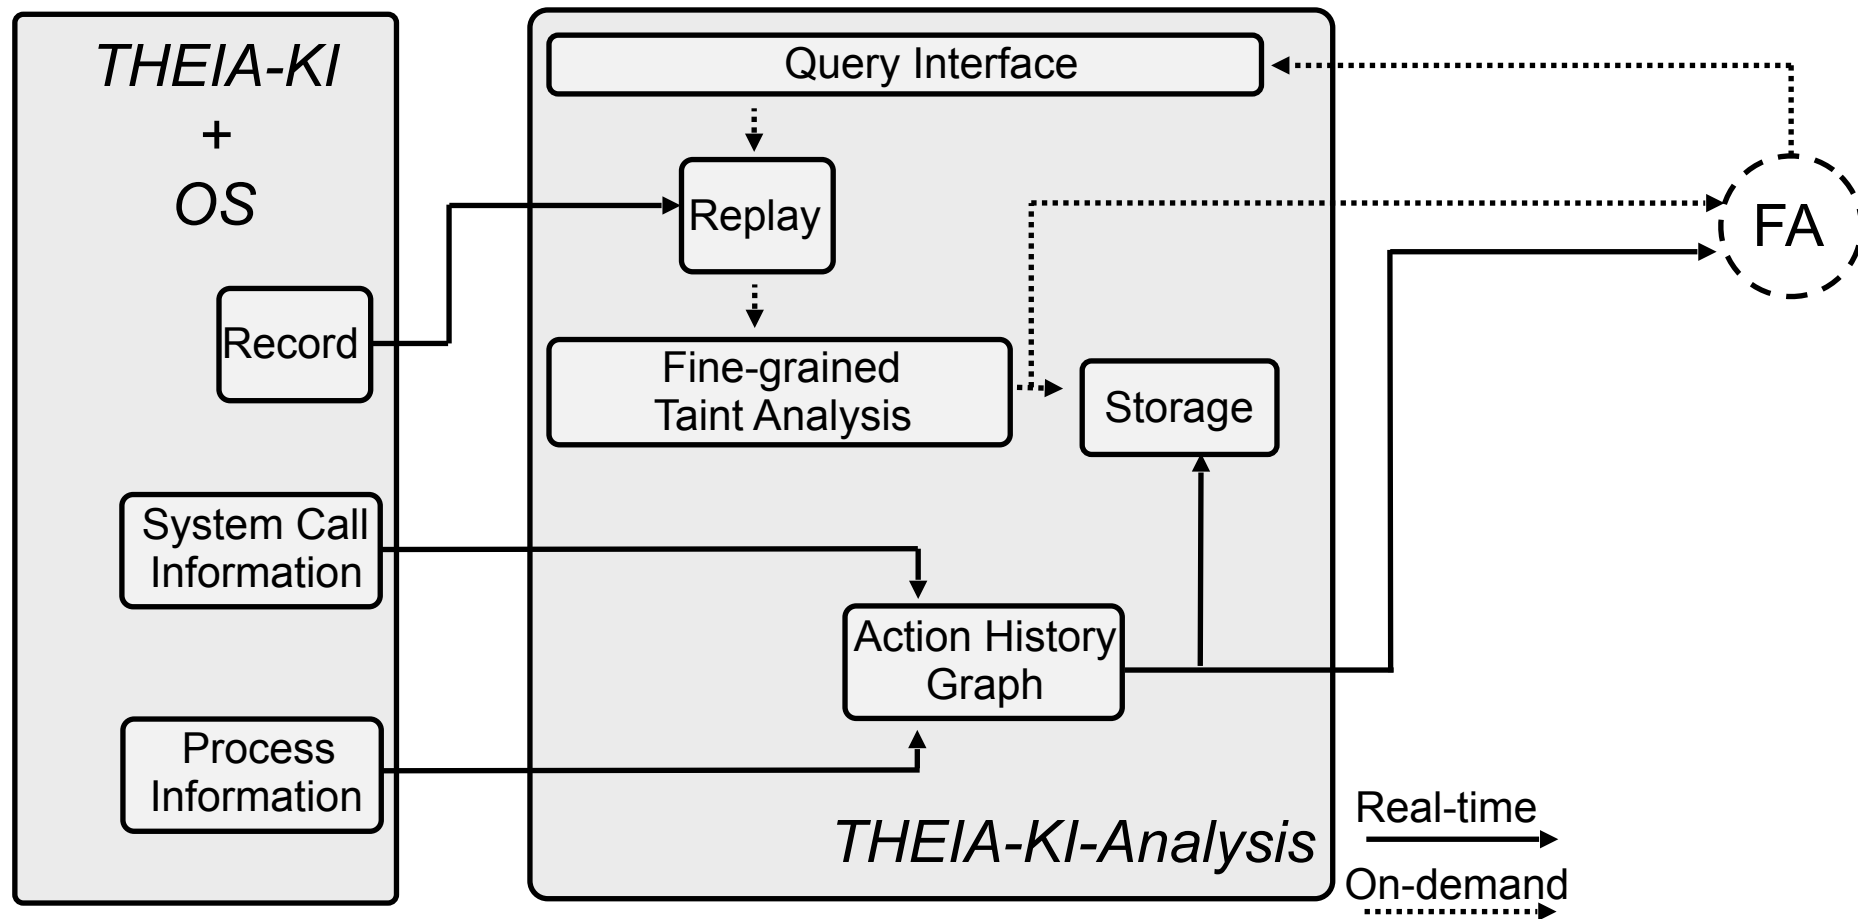 THEIA-KI
+
OS
Record
System Call
Information
Process
Information
Query Interface
Replay
Fine-grained
Taint Analysis
Storage
Action History
Graph
THEIA-KI-Analysis
FA
Real-time
On-demand